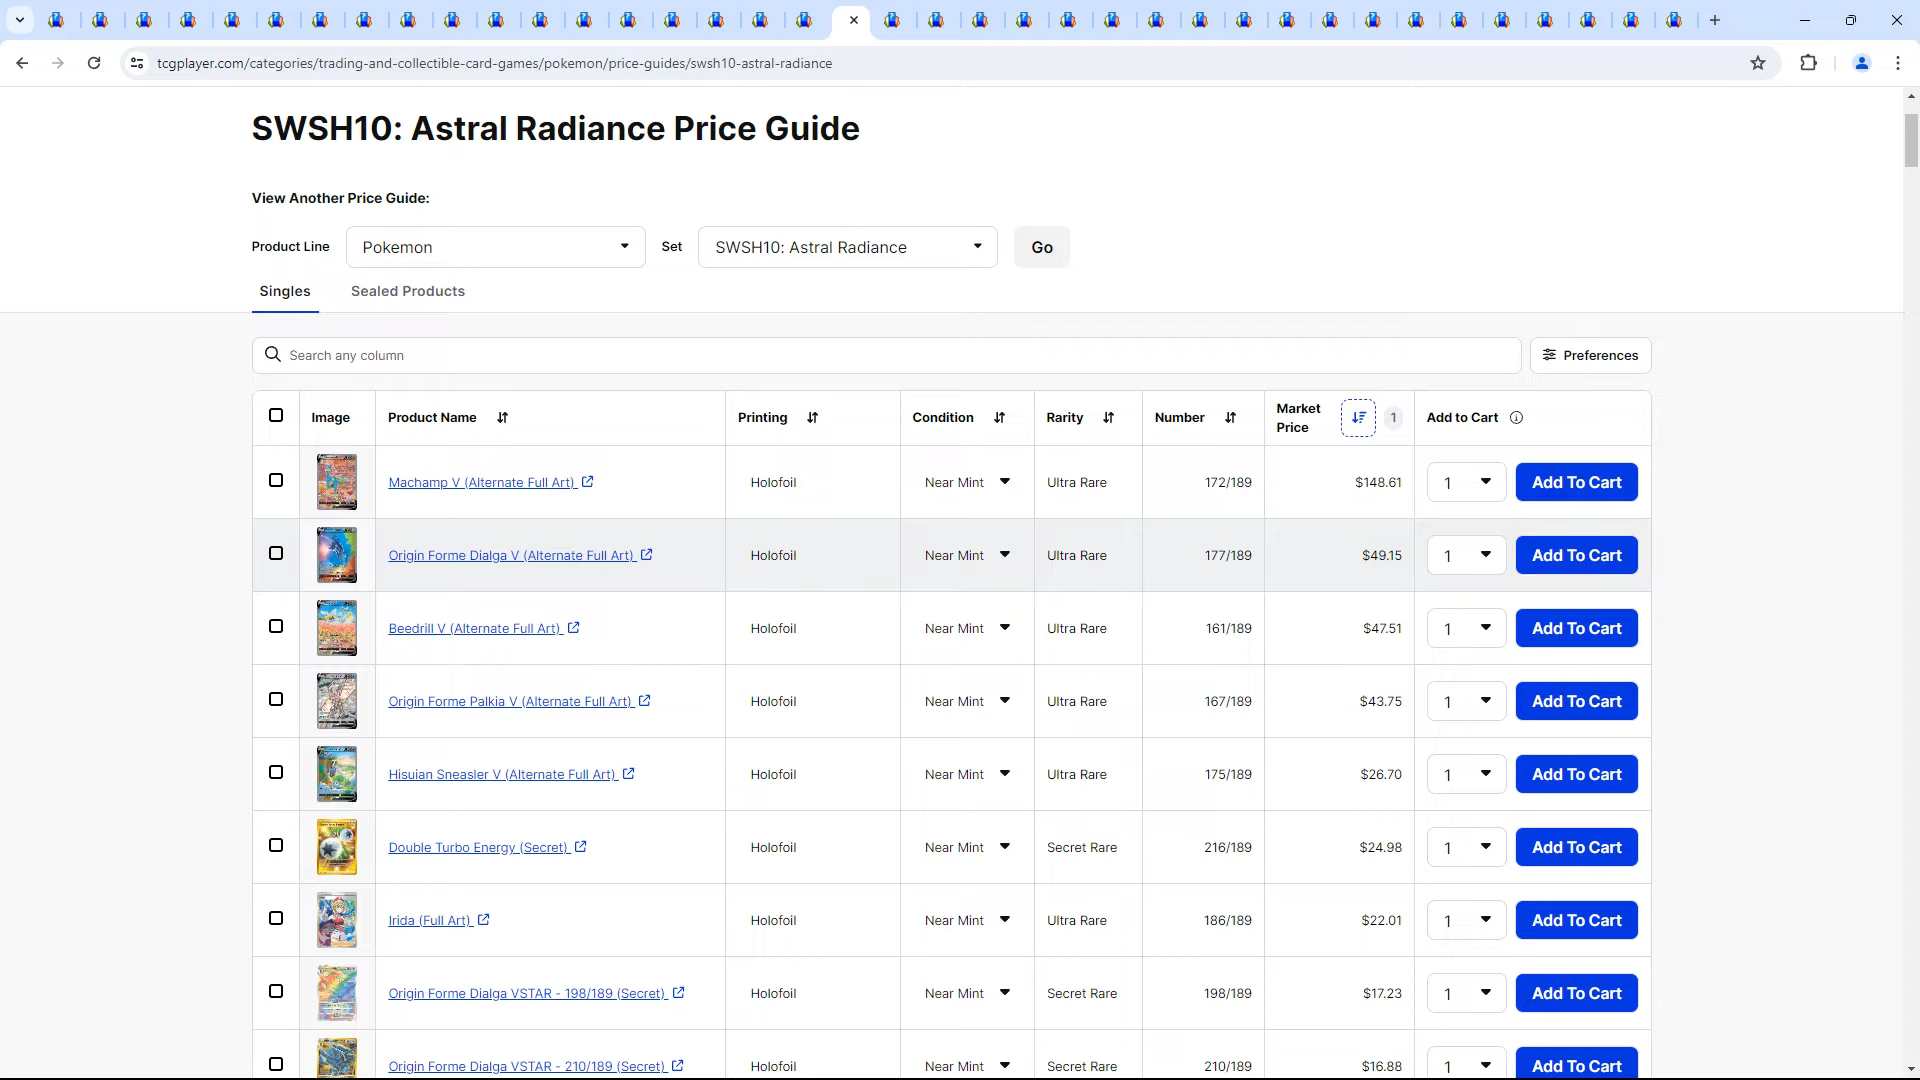 tcgplayer.com/categories/trading-and-collectible-card-games/pokemon/price-guides/swsh10-astral-radiance
SWSH10: Astral Radiance Price Guide
View Another Price Guide:
Product Line Pokemon Set SWSH10: Astral Radiance Go
Singles Sealed Products
Search any column Preferences
Image Product Name Printing Condition Rarity Number Market Price 1 Add to Cart
Machamp V (Alternate Full Art) Holofoil Near Mint Ultra Rare 172/189 $148.61 1 Add To Cart
Origin Forme Dialga V (Alternate Full Art) Holofoil Near Mint Ultra Rare 177/189 $49.15 1 Add To Cart
Beedrill V (Alternate Full Art) Holofoil Near Mint Ultra Rare 161/189 $47.51 1 Add To Cart
Origin Forme Palkia V (Alternate Full Art) Holofoil Near Mint Ultra Rare 167/189 $43.75 1 Add To Cart
Hisuian Sneasler V (Alternate Full Art) Holofoil Near Mint Ultra Rare 175/189 $26.70 1 Add To Cart
Double Turbo Energy (Secret) Holofoil Near Mint Secret Rare 216/189 $24.98 1 Add To Cart
Irida (Full Art) Holofoil Near Mint Ultra Rare 186/189 $22.01 1 Add To Cart
Origin Forme Dialga VSTAR - 198/189 (Secret) Holofoil Near Mint Secret Rare 198/189 $17.23 1 Add To Cart
Origin Forme Dialga VSTAR - 210/189 (Secret) Holofoil Near Mint Secret Rare 210/189 $16.88 1 Add To Cart